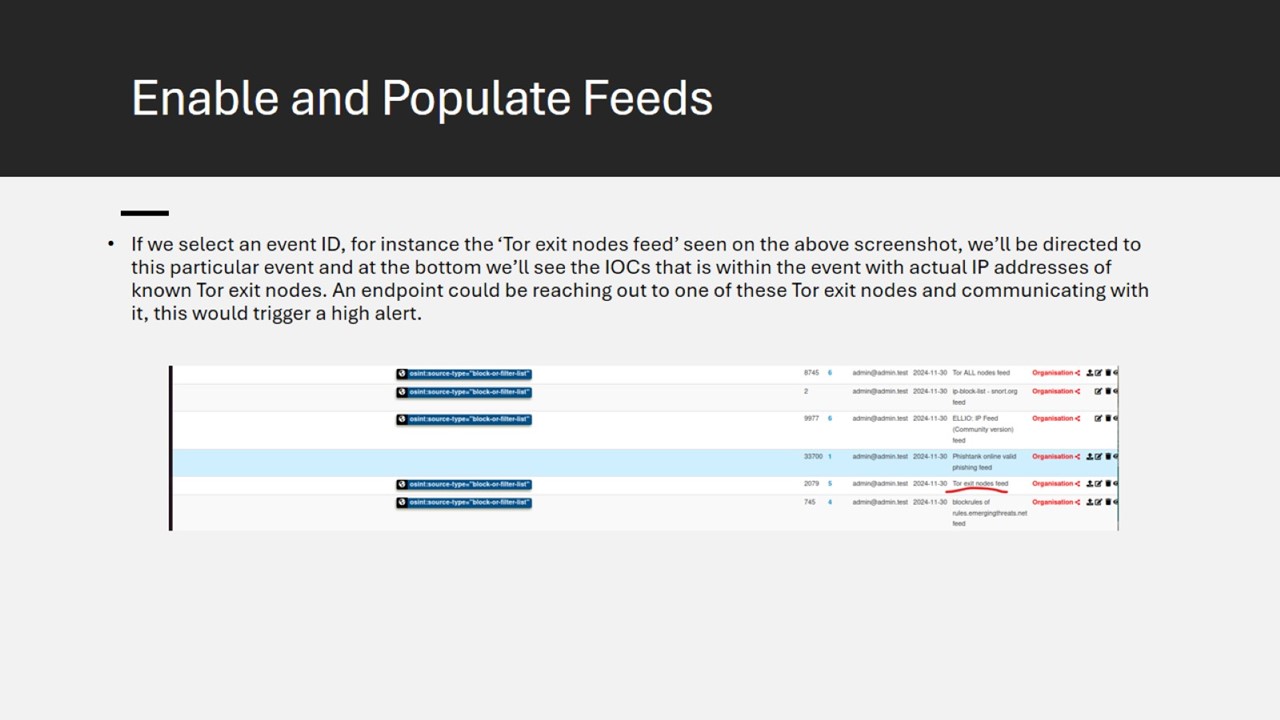 Enable and Populate Feeds
• If we select an event ID, for instance the ‘Tor exit nodes feed’ seen on the above screenshot, we’ll be directed to
this particular event and at the bottom we’ll see the IOCs that is within the event with actual IP addresses of
known Tor exit nodes. An endpoint could be reaching out to one of these Tor exit nodes and communicating with
it, this would trigger a high alert.
osint:source-type="block-or-filter-list" 8745 6 admin@admin.test 2024-11-30 Tor ALL nodes feed Organisation
osint:source-type="block-or-filter-list" 2 admin@admin.test 2024-11-30 ip-block-list - snort.org Organisation
feed
osint:source-type="block-or-filter-list" 9977 6 admin@admin.test 2024-11-30 ELLIO: IP Feed Organisation
(Community version)
feed
33700 1 admin@admin.test 2024-11-30 Phishtank online valid Organisation
phishing feed
osint:source-type="block-or-filter-list" 2079 5 admin@admin.test 2024-11-30 Tor exit nodes feed Organisation
osint:source-type="block-or-filter-list" 745 4 admin@admin.test 2024-11-30 blockrules of Organisation
rules.emergingthreats.net
feed